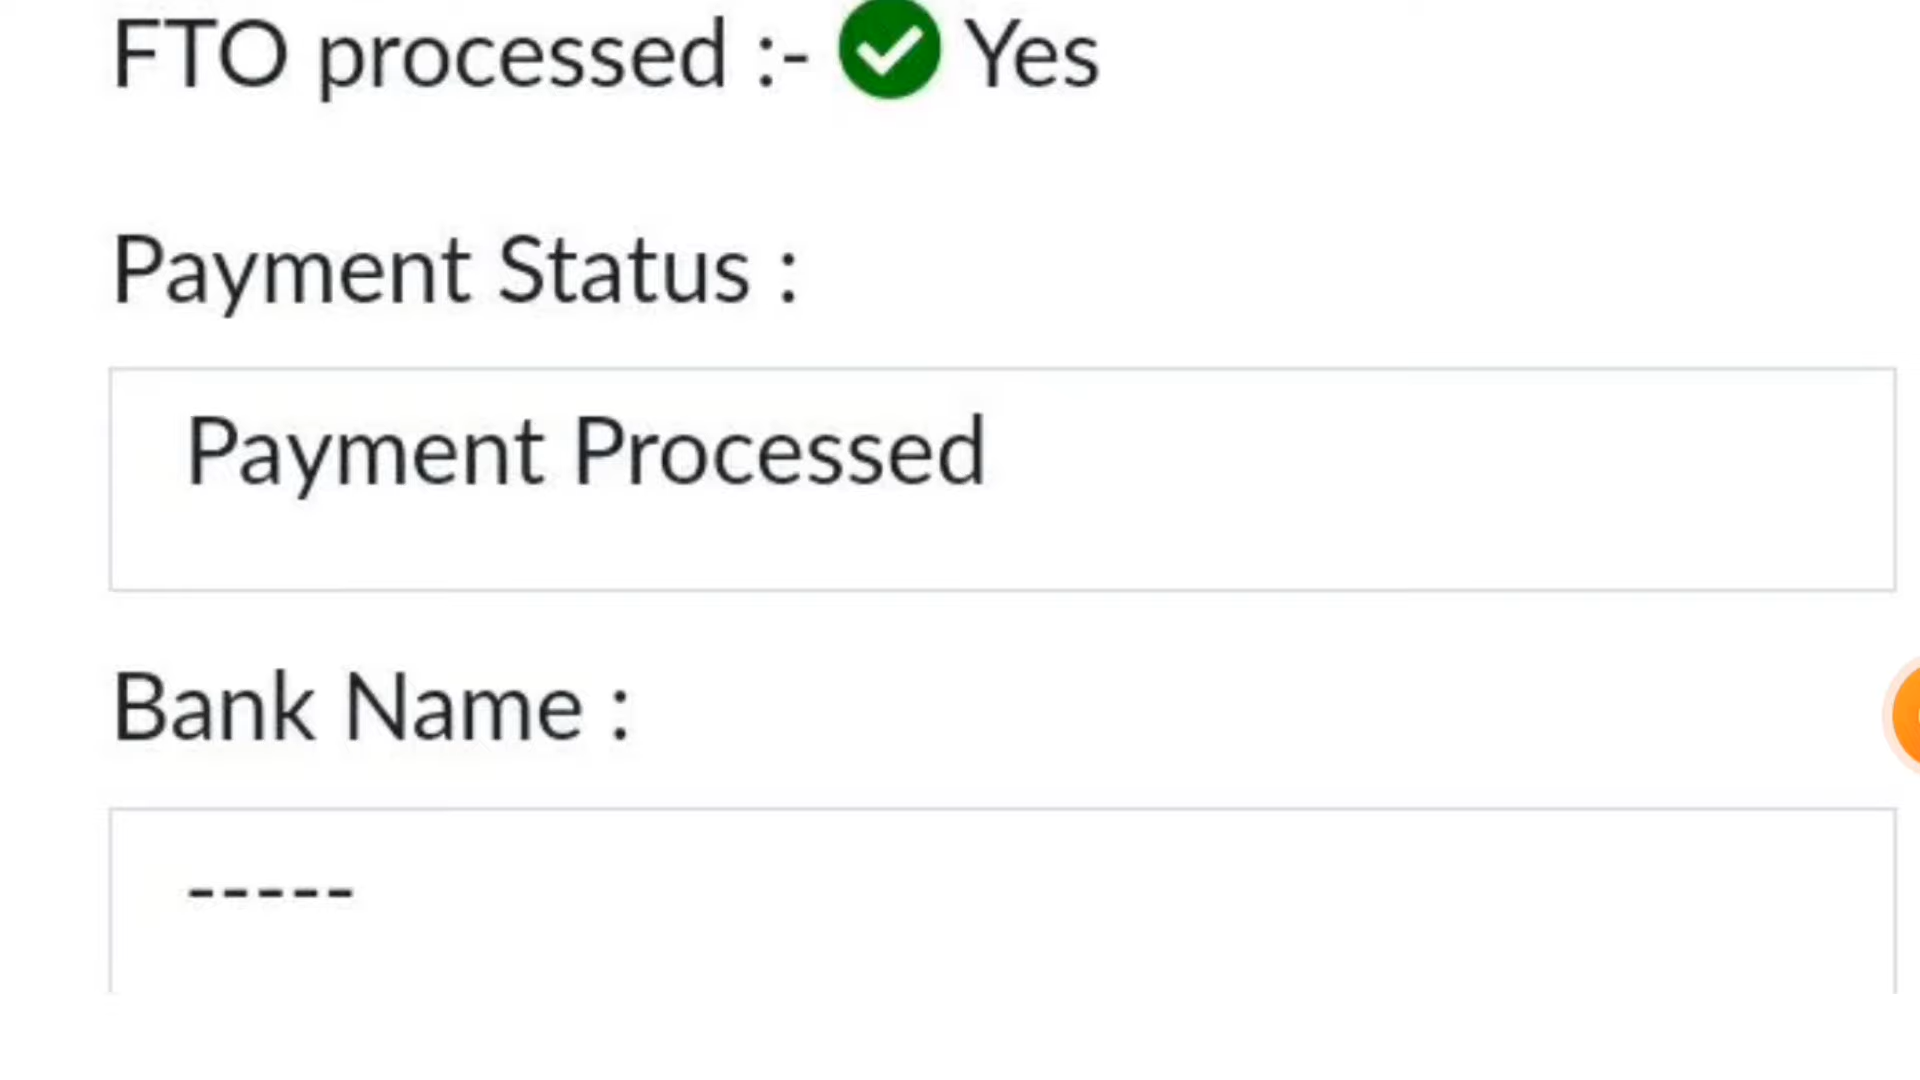 FTO processed :- Yes
Payment Status :
Payment Processed
Bank Name :
-----